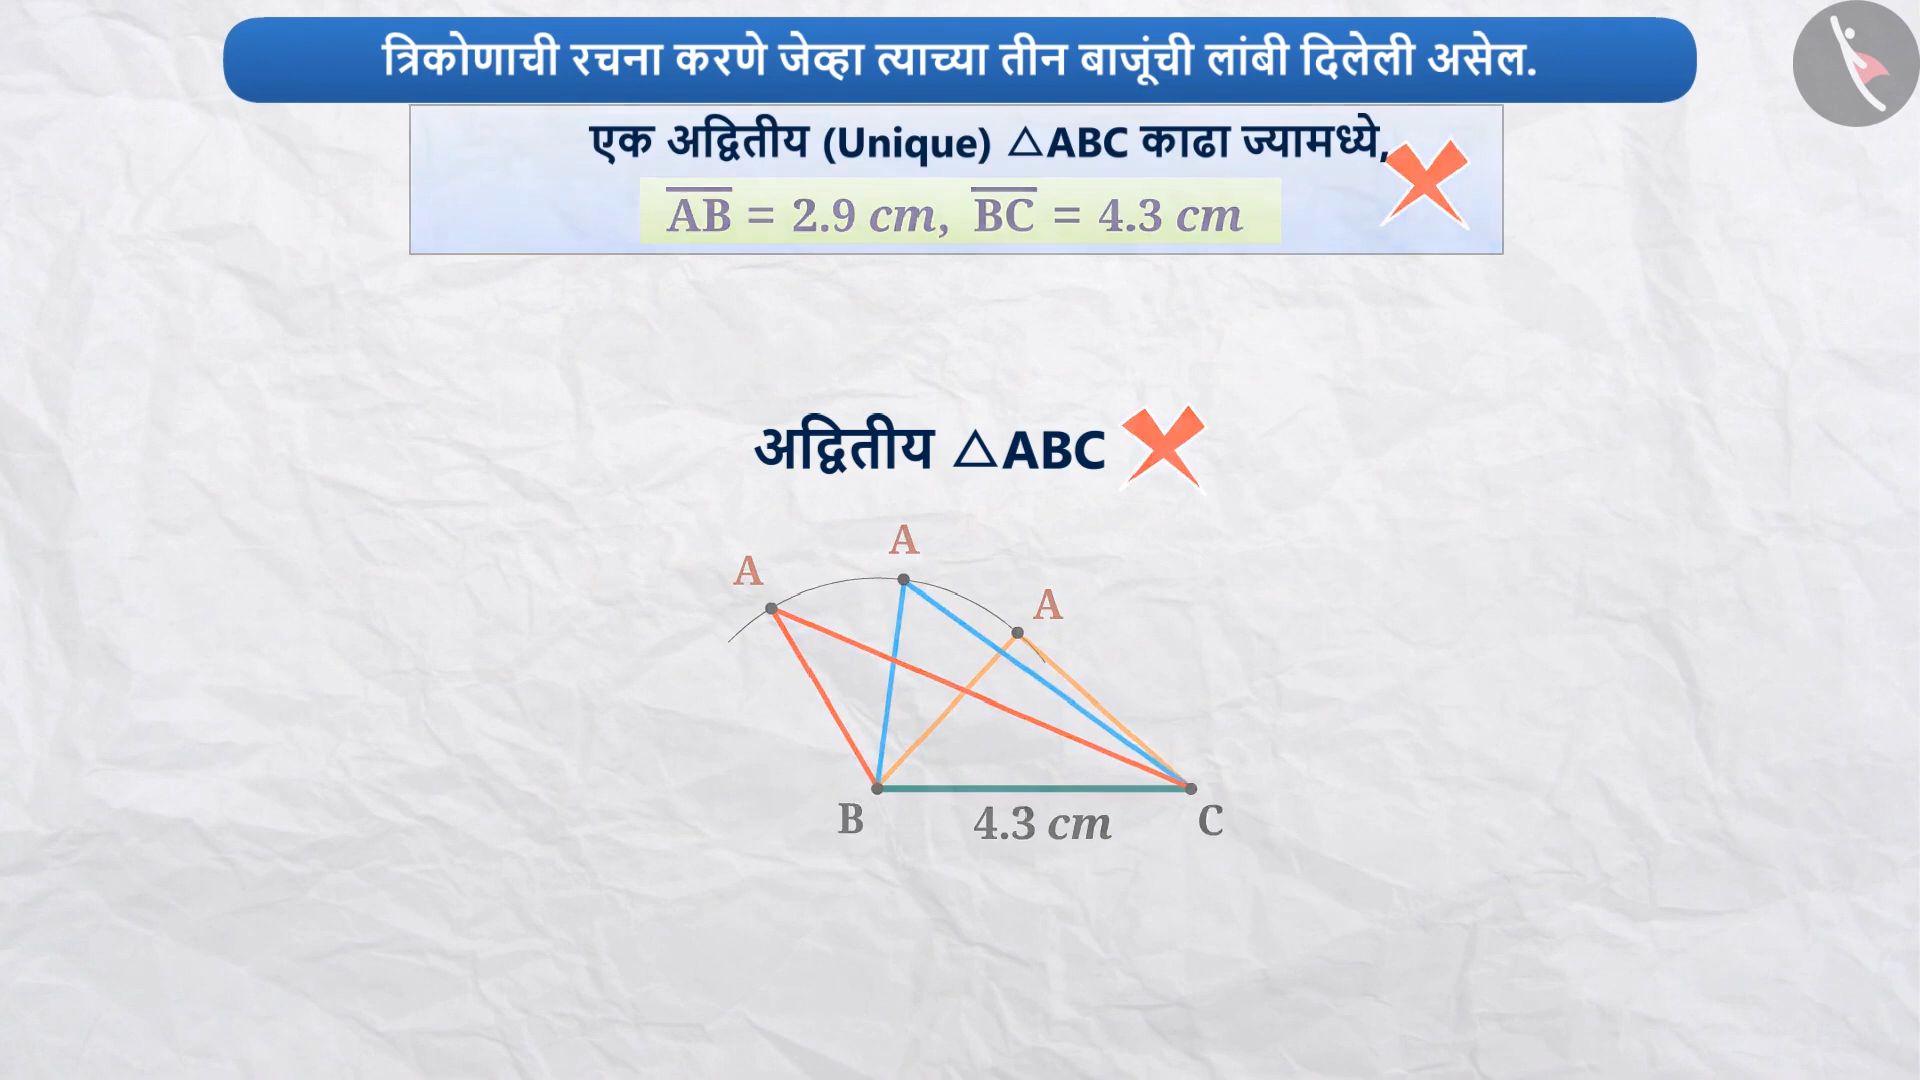 त्रिकोणाची रचना करणे जेव्हा त्याच्या तीन बाजूंची लांबी दिलेली असेल.
एक अद्वितीय (Unique) △ABC काढा ज्यामध्ये,
AB = 2.9 cm, BC = 4.3 cm
अद्वितीय △ABC
A
A
A
B 4.3 cm C